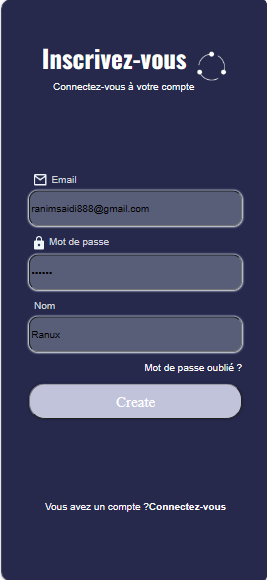 Inscrivez-vous
Connectez-vous à votre compte
Email
ranimsaidi888@gmail.com
Mot de passe
••••••
Nom
Ranux
Mot de passe oublié ?
Create
Vous avez un compte ?Connectez-vous